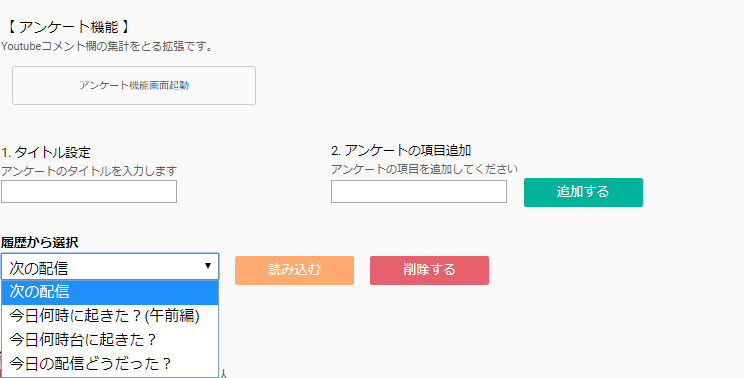 【 アンケート機能 】
Youtubeコメント欄の集計をとる拡張です。
アンケート機能画面起動
1. タイトル設定
アンケートのタイトルを入力します
2. アンケートの項目追加
アンケートの項目を追加してください
追加する
履歴から選択
次の配信
読み込む
削除する
次の配信
今日何時に起きた？(午前編)
今日何時台に起きた？
今日の配信どうだった？
人